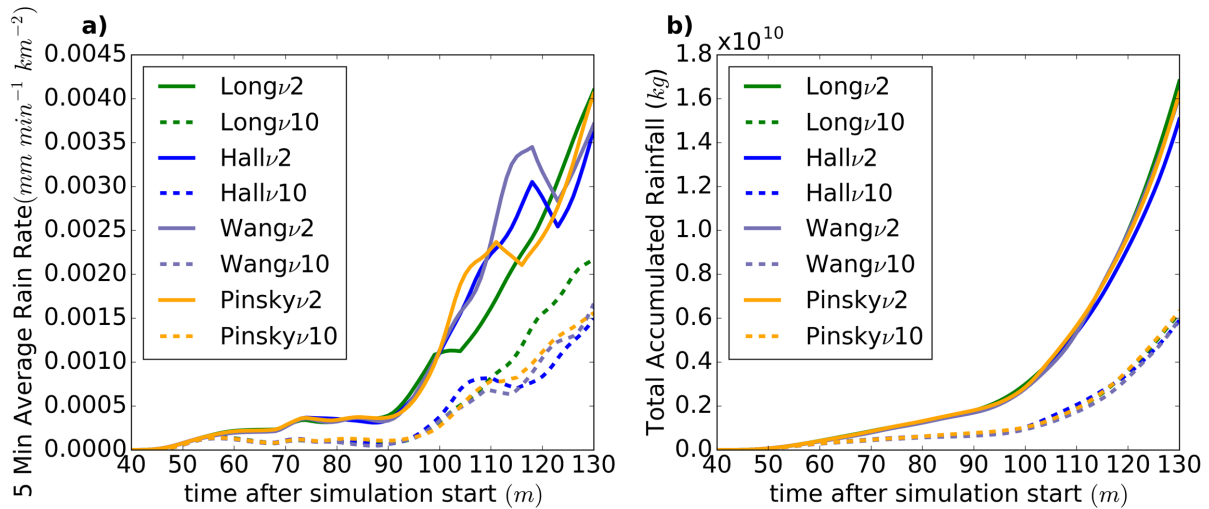 a)
5 Min Average Rain Rate(mm min⁻¹ km⁻²)
0.0045
0.0040
0.0035
0.0030
0.0025
0.0020
0.0015
0.0010
0.0005
0.0000
Longν2
Longν10
Hallν2
Hallν10
Wangν2
Wangν10
Pinskyν2
Pinskyν10
40 50 60 70 80 90 100 110 120 130
time after simulation start (m)
b)
x10¹⁰
Total Accumulated Rainfall (kg)
1.8
1.6
1.4
1.2
1.0
0.8
0.6
0.4
0.2
0.0
Longν2
Longν10
Hallν2
Hallν10
Wangν2
Wangν10
Pinskyν2
Pinskyν10
40 50 60 70 80 90 100 110 120 130
time after simulation start (m)